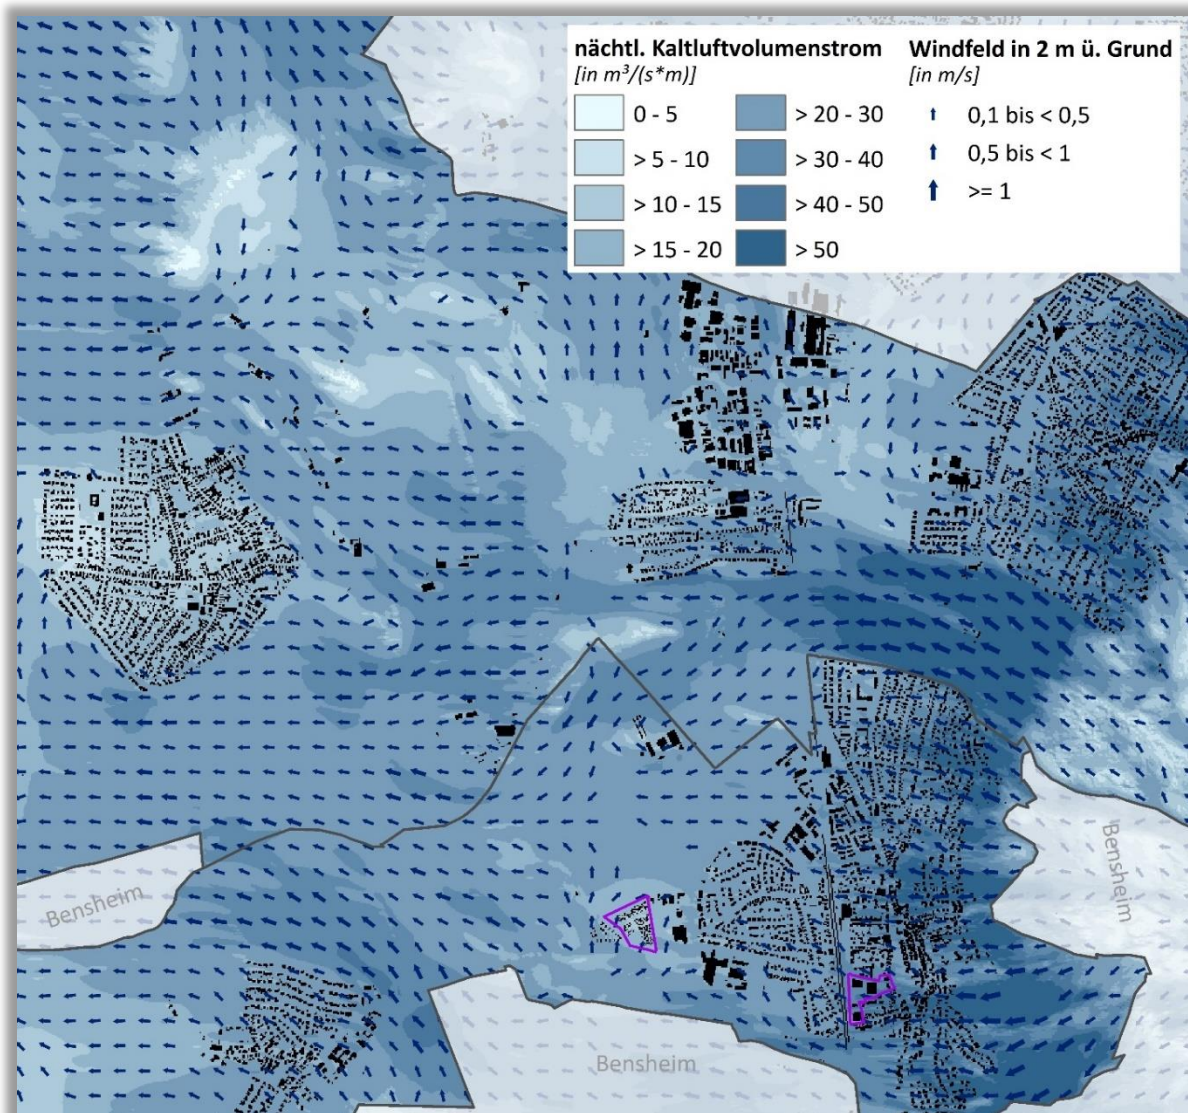 nächtl. Kaltluftvolumenstrom
[in m³/(s*m)]
0 - 5
> 5 - 10
> 10 - 15
> 15 - 20
> 20 - 30
> 30 - 40
> 40 - 50
> 50
Windfeld in 2 m ü. Grund
[in m/s]
0,1 bis < 0,5
0,5 bis < 1
>= 1
Bensheim
Bensheim
Bensheim